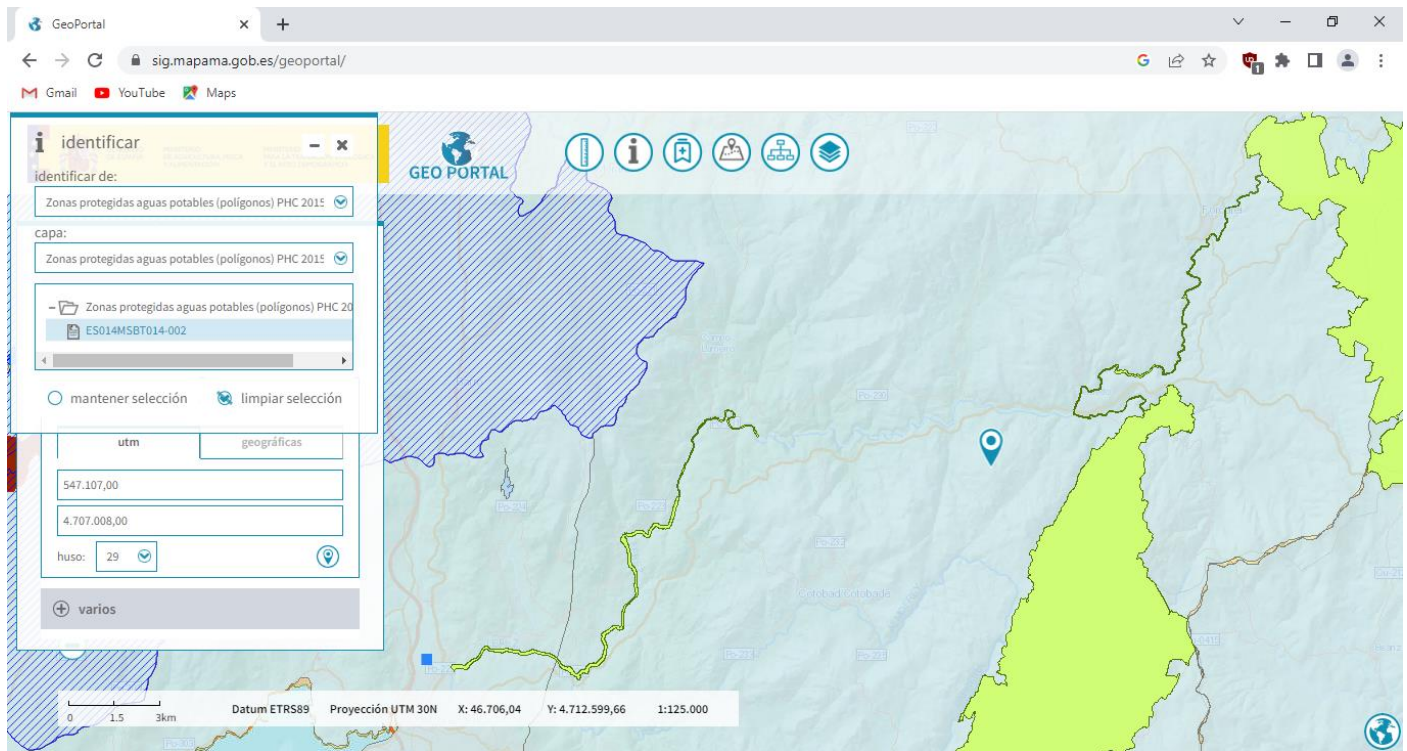 GeoPortal
sig.mapama.gob.es/geoportal/
1
Gmail YouTube Maps
i identificar
identificar de:
Zonas protegidas aguas potables (polígonos) PHC 2015
capa:
Zonas protegidas aguas potables (polígonos) PHC 2015
Zonas protegidas aguas potables (polígonos) PHC 20
ES014MSBT014-002
mantener selección limpiar selección
utm geográficas
547.107,00
4.707.008,00
huso: 29
varios
GEO PORTAL
i
Cotobad/Cotobade
0 1.5 3km
Datum ETRS89 Proyección UTM 30N X: 46.706,04 Y: 4.712.599,66 1:125.000